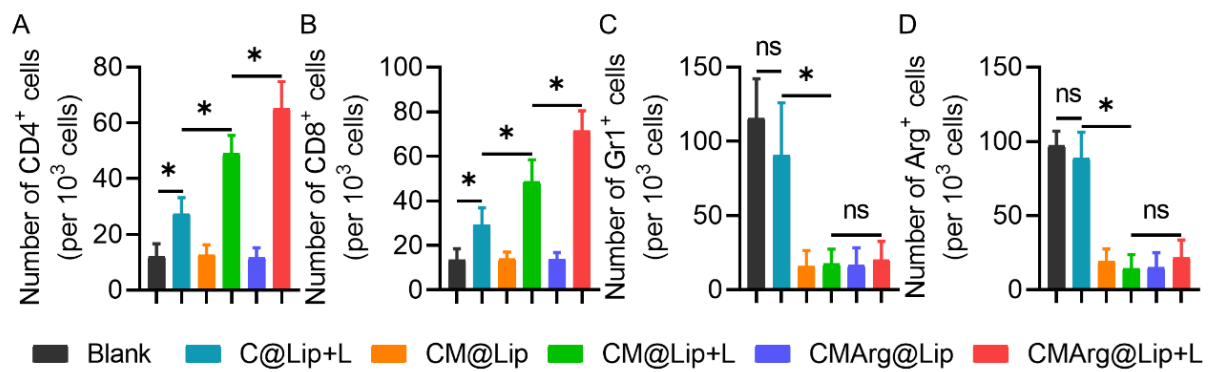 A
Number of CD4+ cells
(per 10³ cells)
80
60
40
20
0
*
*
*
B
Number of CD8+ cells
(per 10³ cells)
100
80
60
40
20
0
*
*
*
C
Number of Gr1+ cells
(per 10³ cells)
150
100
50
0
ns
*
ns
D
Number of Arg+ cells
(per 10³ cells)
150
100
50
0
ns
*
ns
Blank C@Lip+L CM@Lip CM@Lip+L CMArg@Lip CMArg@Lip+L